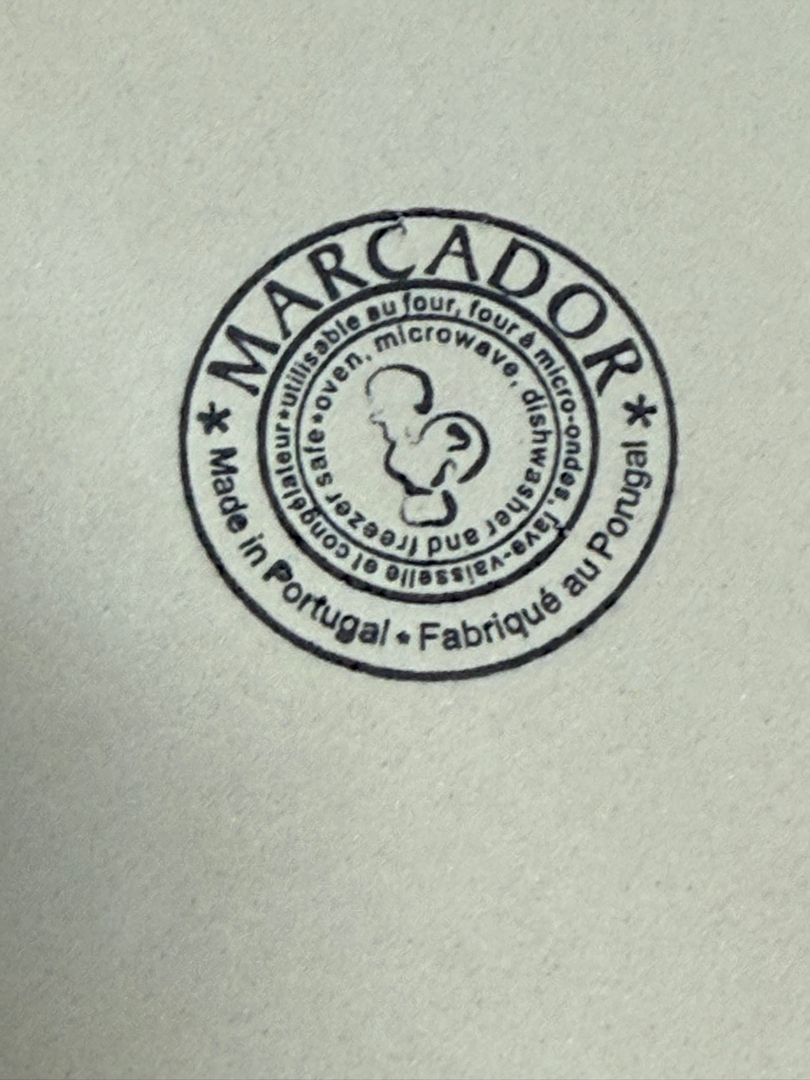 MARCADOR
* Made in Portugal • Fabriqué au Portugal *
•utilisable au four, four à micro-ondes, lave-vaisselle et congélateur
•oven, microwave, dishwasher and freezer safe